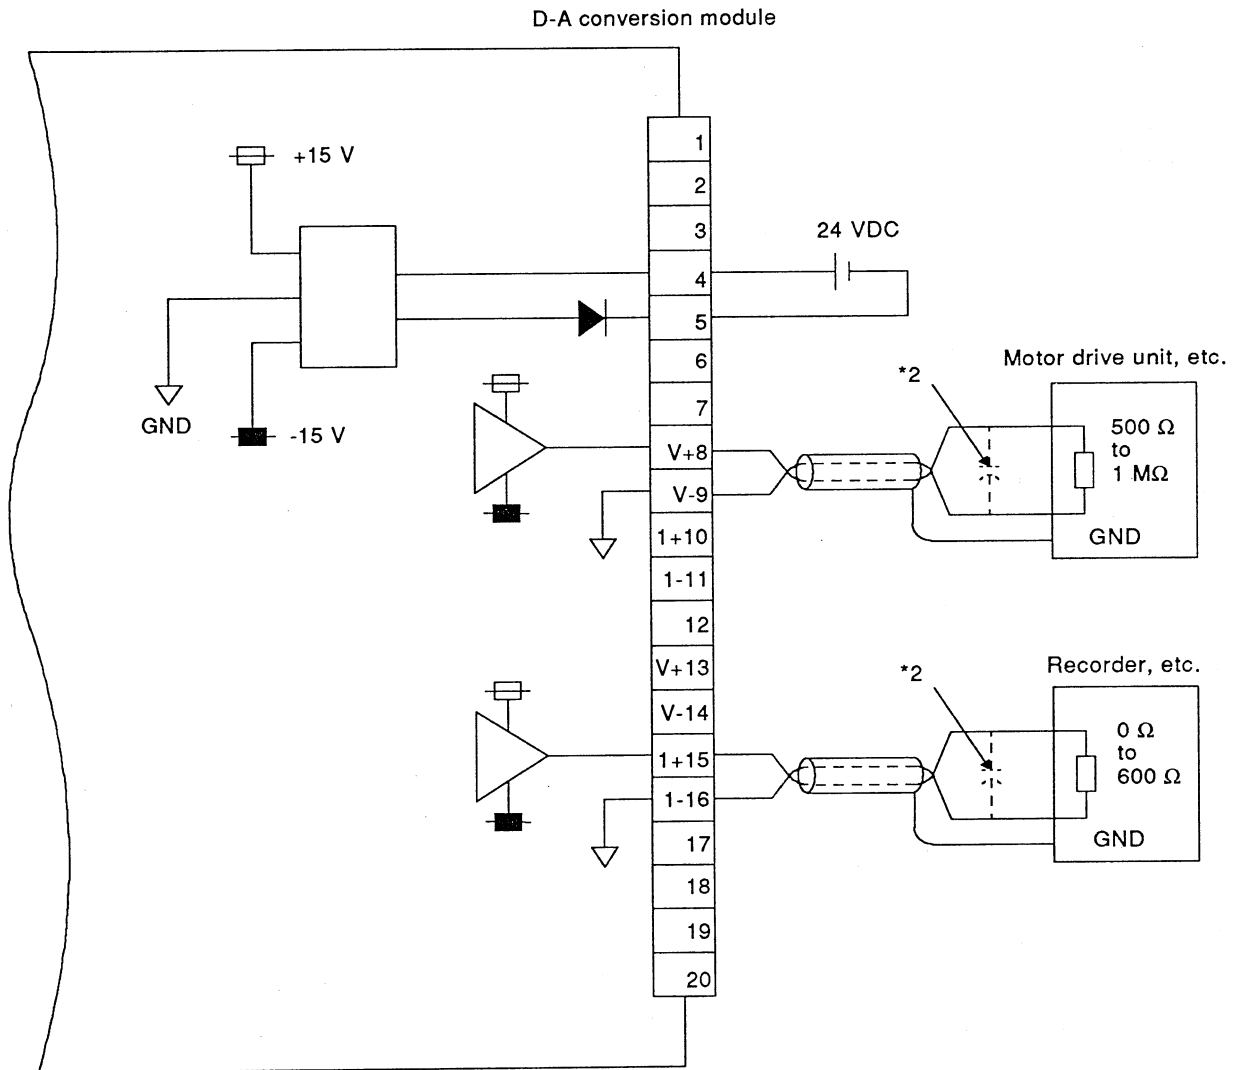 D-A conversion module
+15 V
GND
-15 V
1
2
3
4
5
6
7
V+8
V-9
1+10
1-11
12
V+13
V-14
1+15
1-16
17
18
19
20
24 VDC
*2
Motor drive unit, etc.
500 Ω
to
1 MΩ
GND
*2
Recorder, etc.
0 Ω
to
600 Ω
GND